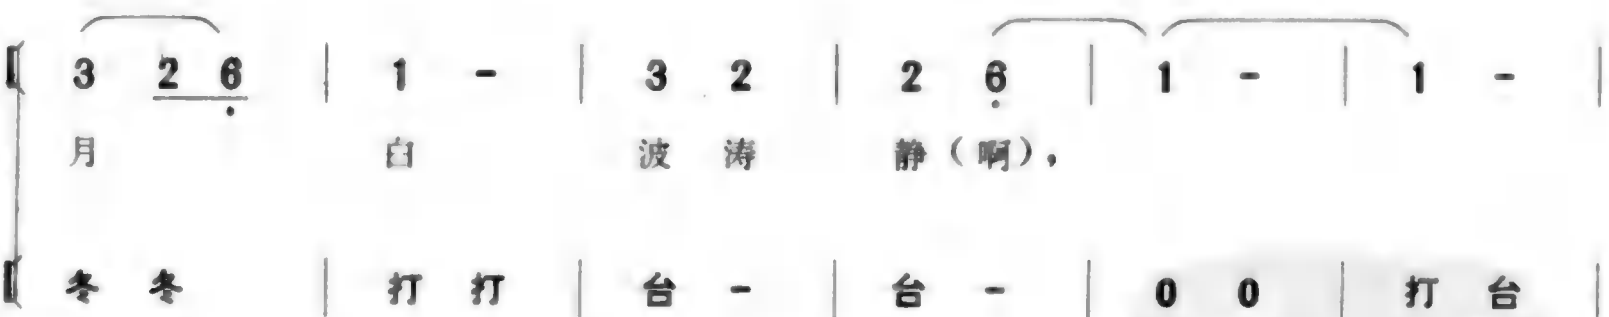 3 2 6 | 1 - | 3 2 | 2 6 | 1 - | 1 - |
月 白 波 涛 静（啊），
冬 冬 | 打 打 | 台 - | 台 - | 0 0 | 打 台 |